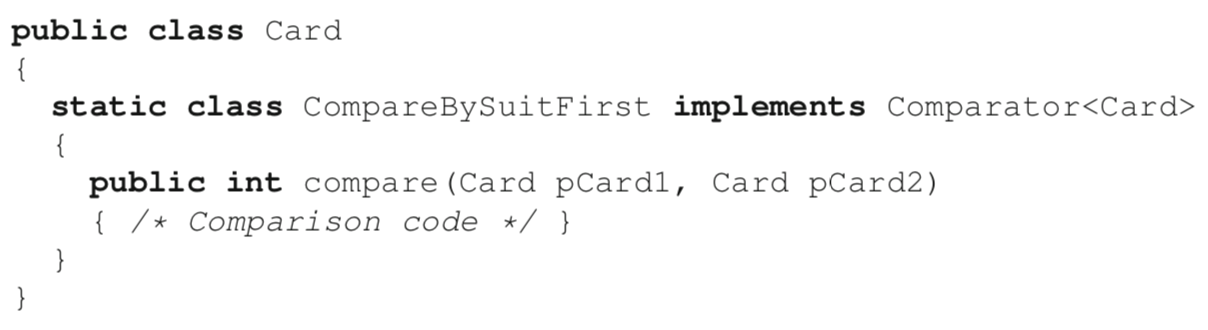 public class Card
{
static class CompareBySuitFirst implements Comparator<Card>
{
public int compare(Card pCard1, Card pCard2)
{ /* Comparison code */ }
}
}